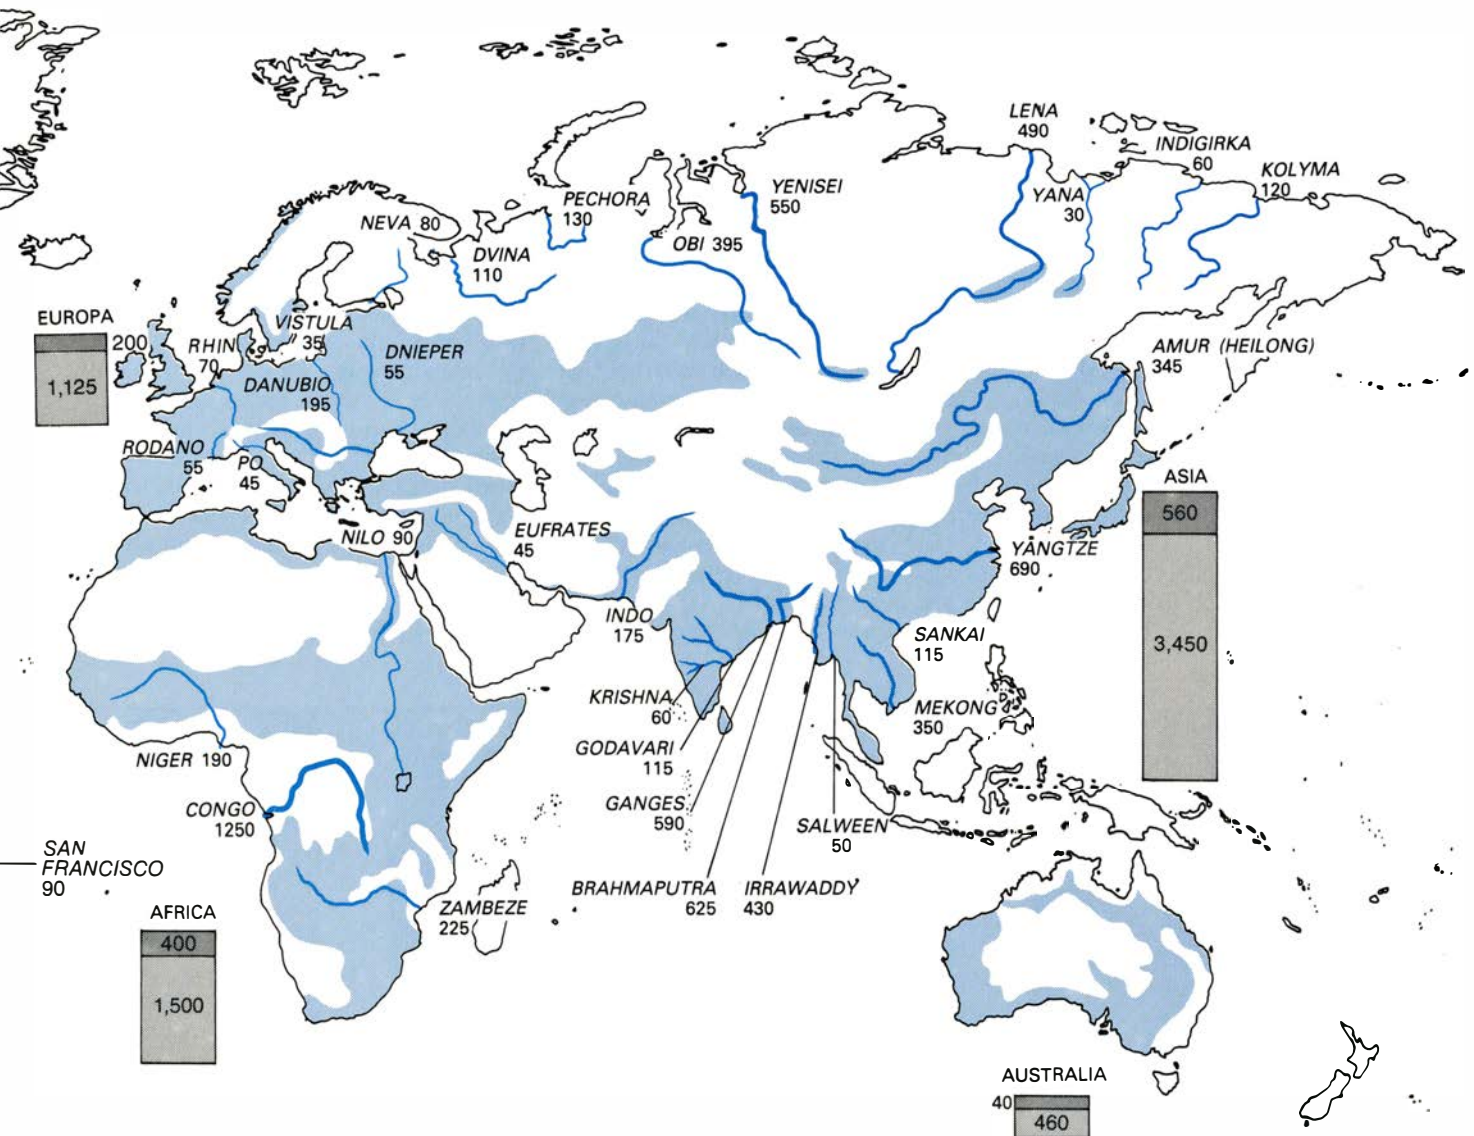 LENA
490
INDIGIRKA
60
KOLYMA
120
YENISEI
550
YANA
30
PECHORA
130
NEVA 80
OBI 395
DVINA
110
EUROPA
200
1,125
VISTULA
35
RHIN
70
DNIEPER
55
AMUR (HEILONG)
345
DANUBIO
195
RODANO
55
PO
45
ASIA
560
3,450
EUFRATES
45
NILO 90
YANGTZE
690
INDO
175
SANKAI
115
KRISHNA
60
MEKONG
350
GODAVARI
115
NIGER 190
GANGES
590
CONGO
1250
SALWEEN
50
SAN
FRANCISCO
90
BRAHMAPUTRA
625
IRRAWADDY
430
ZAMBEZE
225
AFRICA
400
1,500
AUSTRALIA
40
460